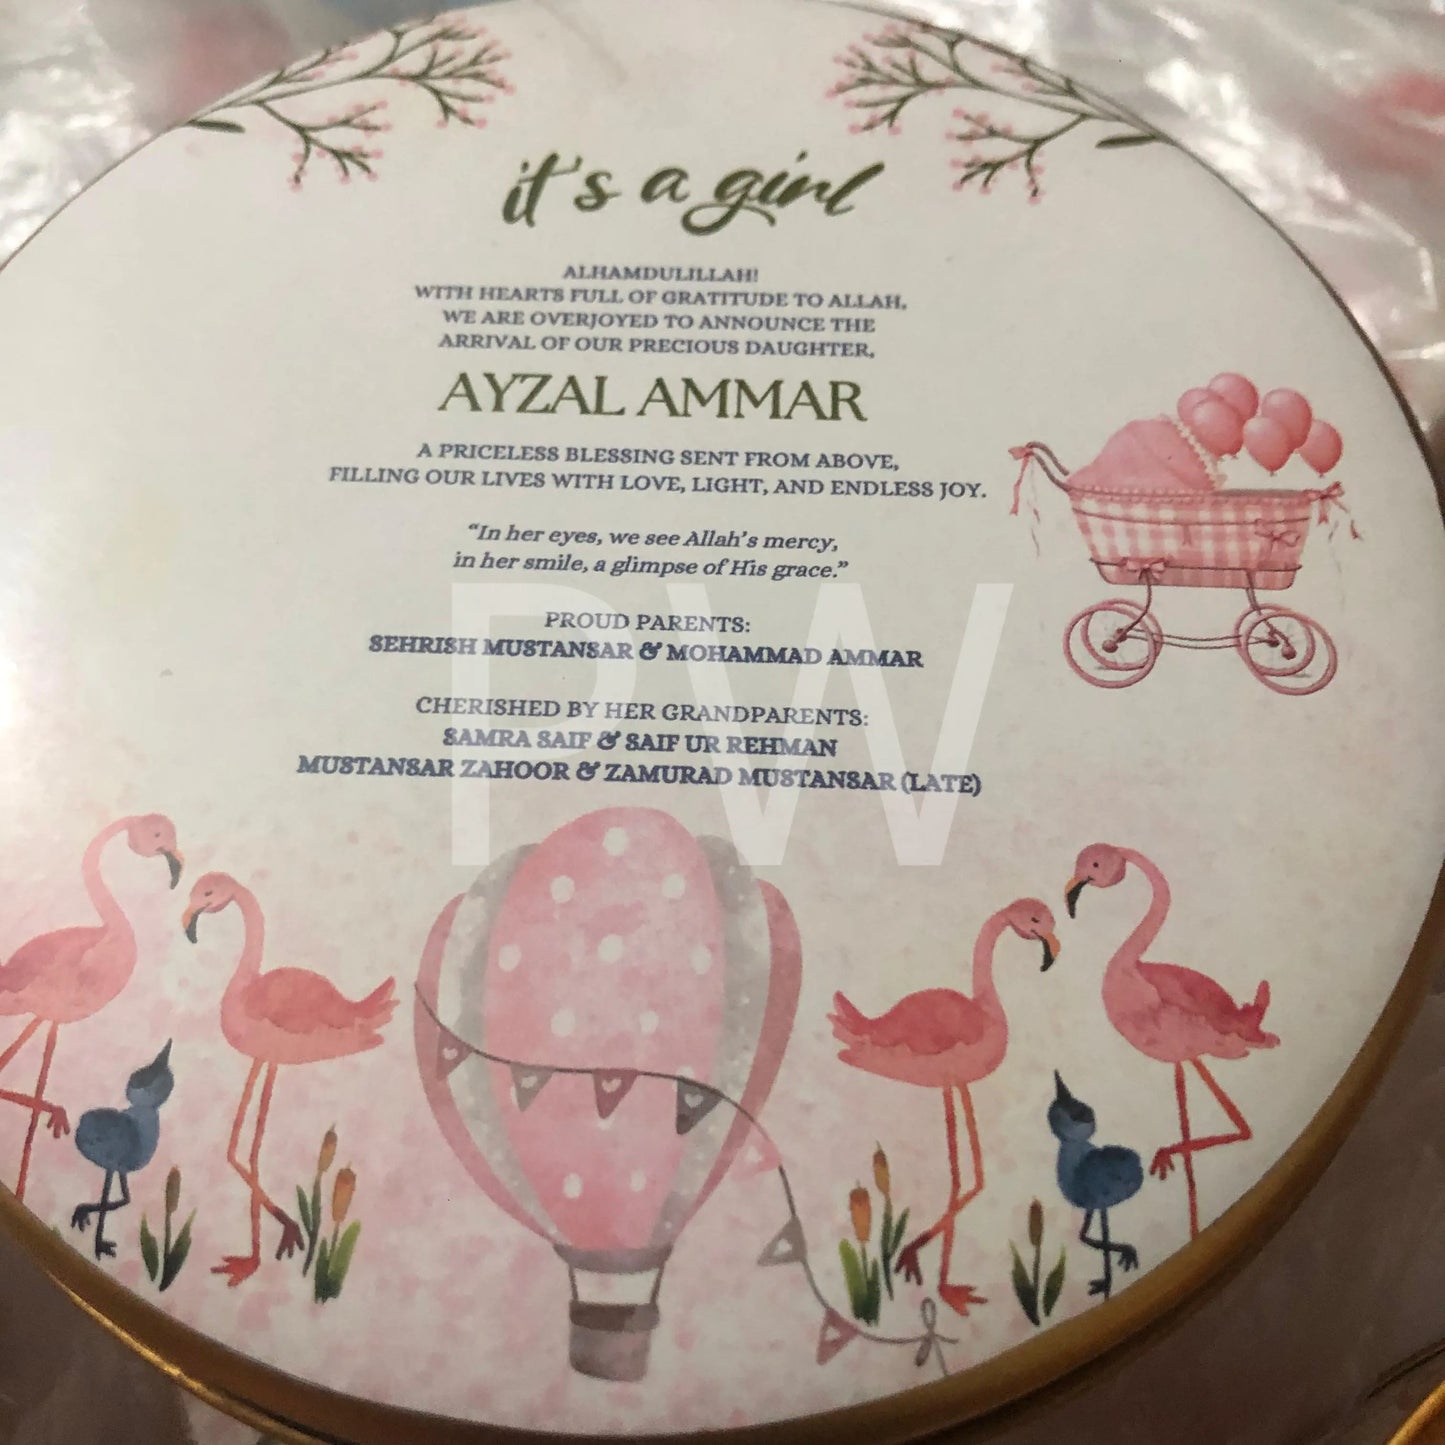 it's a girl
ALHAMDULILLAH!
WITH HEARTS FULL OF GRATITUDE TO ALLAH,
WE ARE OVERJOYED TO ANNOUNCE THE
ARRIVAL OF OUR PRECIOUS DAUGHTER,
AYZAL AMMAR
A PRICELESS BLESSING SENT FROM ABOVE,
FILLING OUR LIVES WITH LOVE, LIGHT, AND ENDLESS JOY.
“In her eyes, we see Allah's mercy,
in her smile, a glimpse of His grace.”
PROUD PARENTS:
SEHRISH MUSTANSAR & MOHAMMAD AMMAR
CHERISHED BY HER GRANDPARENTS:
SAMRA SAIF & SAIF UR REHMAN
MUSTANSAR ZAHOOR & ZAMURAD MUSTANSAR (LATE)
PW